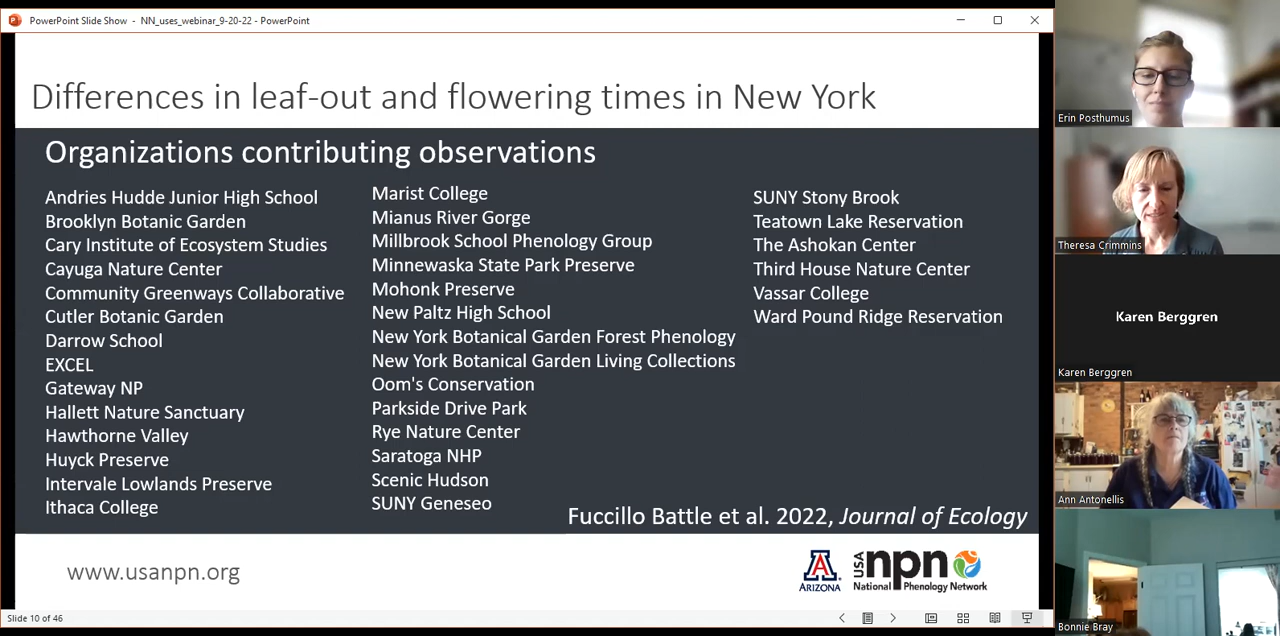 PowerPoint Slide Show - NN_uses_webinar_9-20-22 - PowerPoint
Differences in leaf-out and flowering times in New York
Organizations contributing observations
Andries Hudde Junior High School
Brooklyn Botanic Garden
Cary Institute of Ecosystem Studies
Cayuga Nature Center
Community Greenways Collaborative
Cutler Botanic Garden
Darrow School
EXCEL
Gateway NP
Hallett Nature Sanctuary
Hawthorne Valley
Huyck Preserve
Intervale Lowlands Preserve
Ithaca College
Marist College
Mianus River Gorge
Millbrook School Phenology Group
Minnewaska State Park Preserve
Mohonk Preserve
New Paltz High School
New York Botanical Garden Forest Phenology
New York Botanical Garden Living Collections
Oom's Conservation
Parkside Drive Park
Rye Nature Center
Saratoga NHP
Scenic Hudson
SUNY Geneseo
SUNY Stony Brook
Teatown Lake Reservation
The Ashokan Center
Third House Nature Center
Vassar College
Ward Pound Ridge Reservation
Fuccillo Battle et al. 2022, Journal of Ecology
www.usanpn.org
A
ARIZONA
USA npn
National Phenology Network
Slide 10 of 46
Erin Posthumus
Theresa Crimmins
Karen Berggren
Karen Berggren
Ann Antonellis
Bonnie Bray